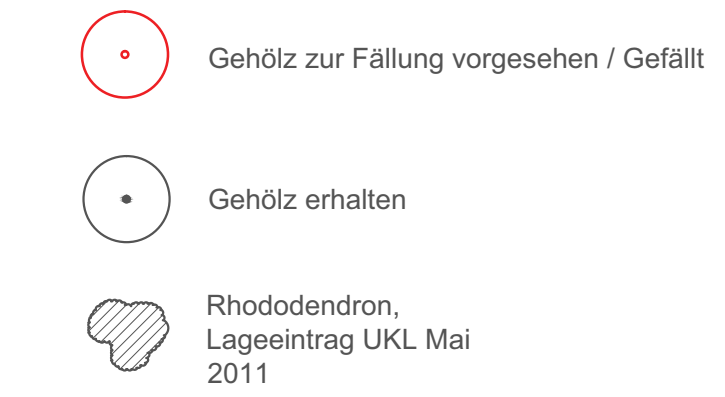 Gehölz zur Fällung vorgesehen / Gefällt
Gehölz erhalten
Rhododendron,
Lageeintrag UKL Mai
2011